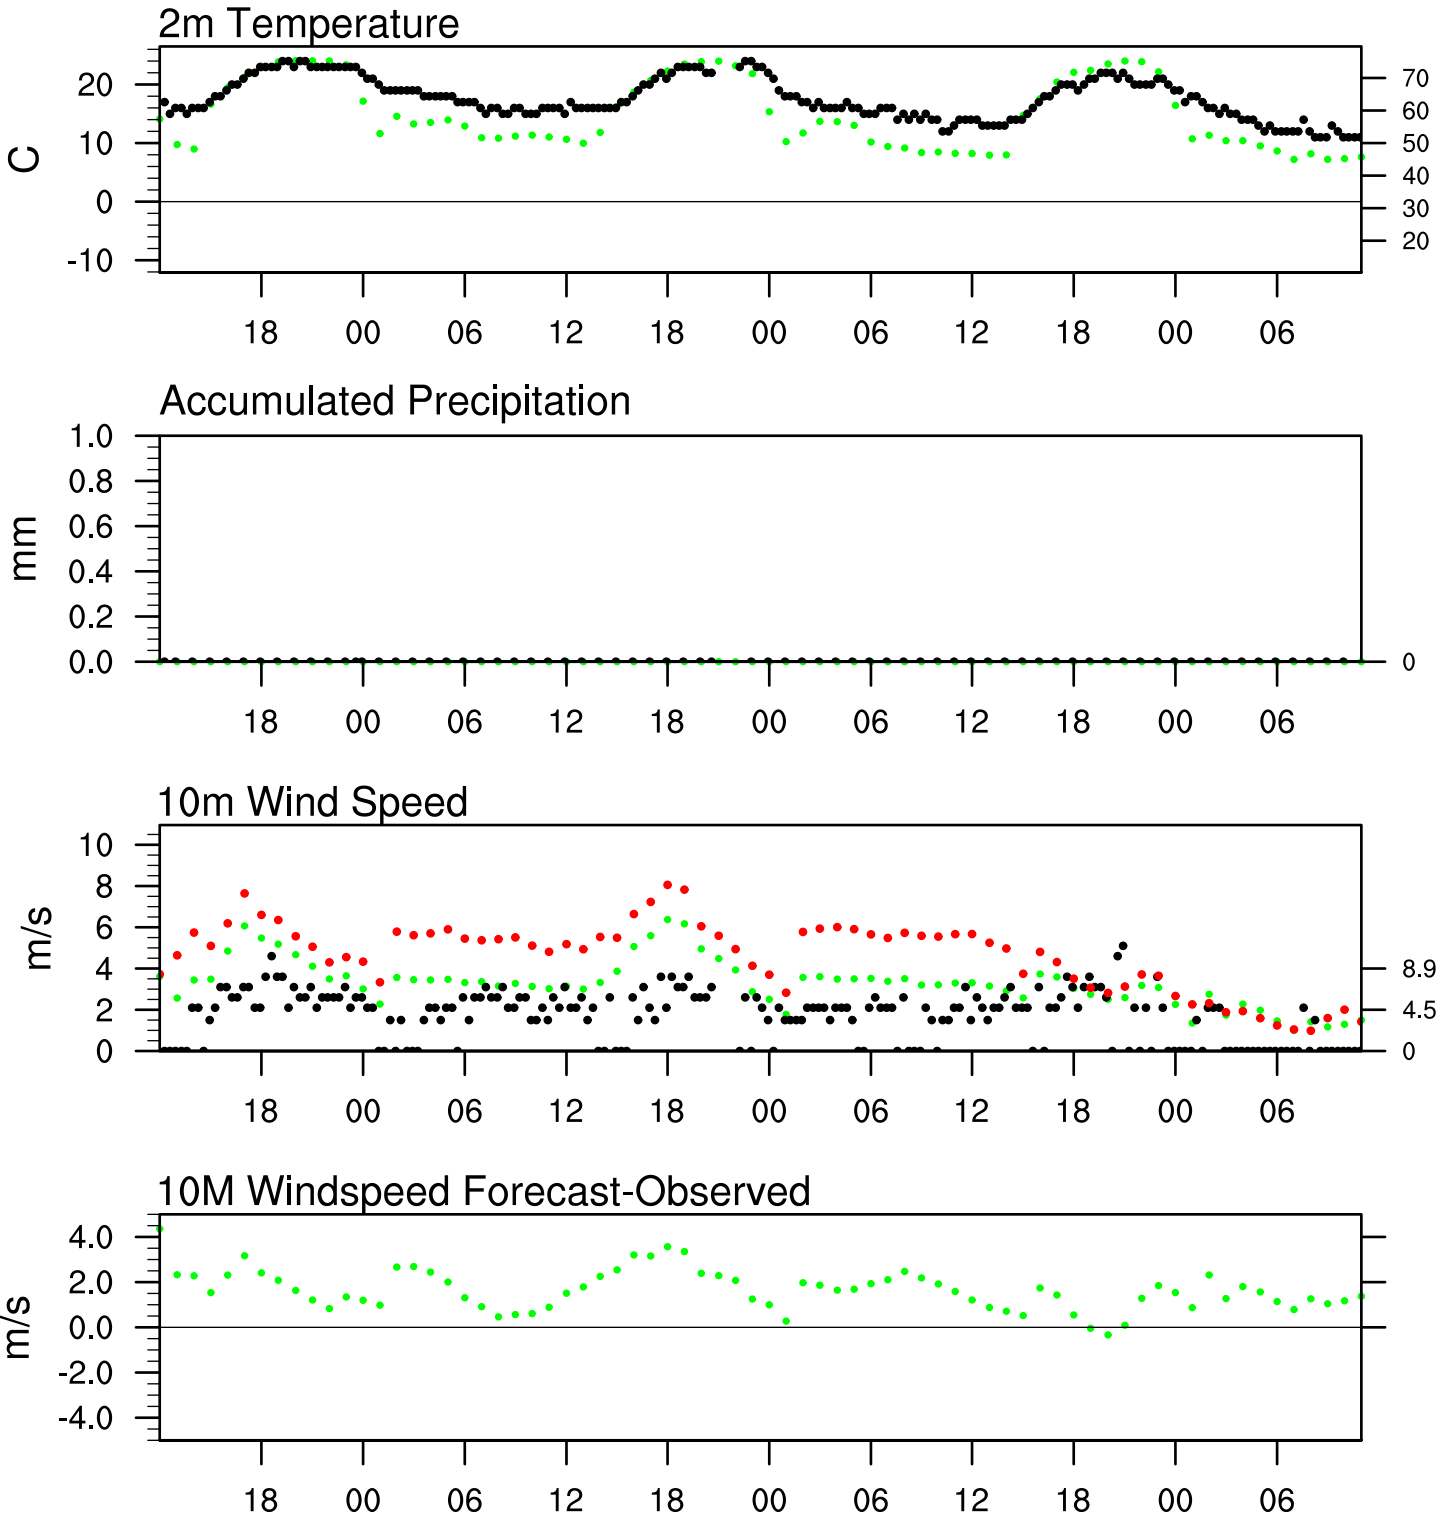 2m Temperature
C
20
10
0
-10
70
60
50
40
30
20
18 00 06 12 18 00 06 12 18 00 06
Accumulated Precipitation
mm
1.0
0.8
0.6
0.4
0.2
0.0
0
18 00 06 12 18 00 06 12 18 00 06
10m Wind Speed
m/s
10
8
6
4
2
0
8.9
4.5
0
18 00 06 12 18 00 06 12 18 00 06
10M Windspeed Forecast-Observed
m/s
4.0
2.0
0.0
-2.0
-4.0
18 00 06 12 18 00 06 12 18 00 06